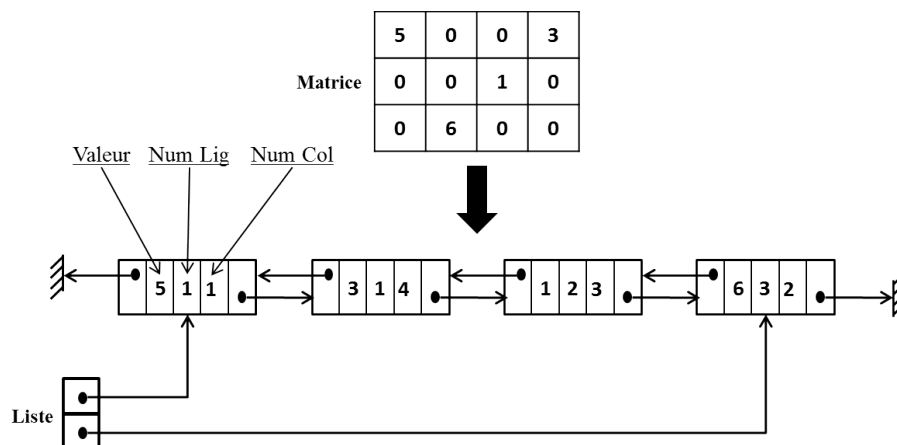 5 0 0 3
Matrice
0 0 1 0
0 6 0 0
Valeur Num Lig Num Col
5 1 1 3 1 4 1 2 3 6 3 2
Liste